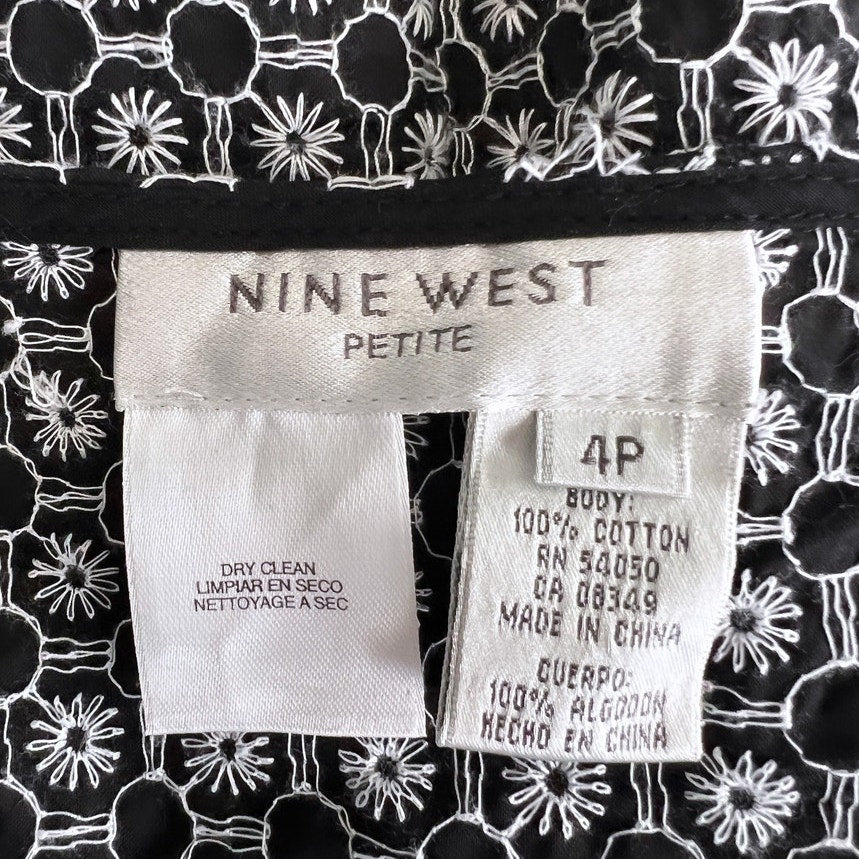 NINE WEST
PETITE
DRY CLEAN
LIMPIAR EN SECO
NETTOYAGE A SEC
4P
BODY:
100% COTTON
RN 54050
CA 08349
MADE IN CHINA
CUERPO:
100% ALGODON
HECHO EN CHINA